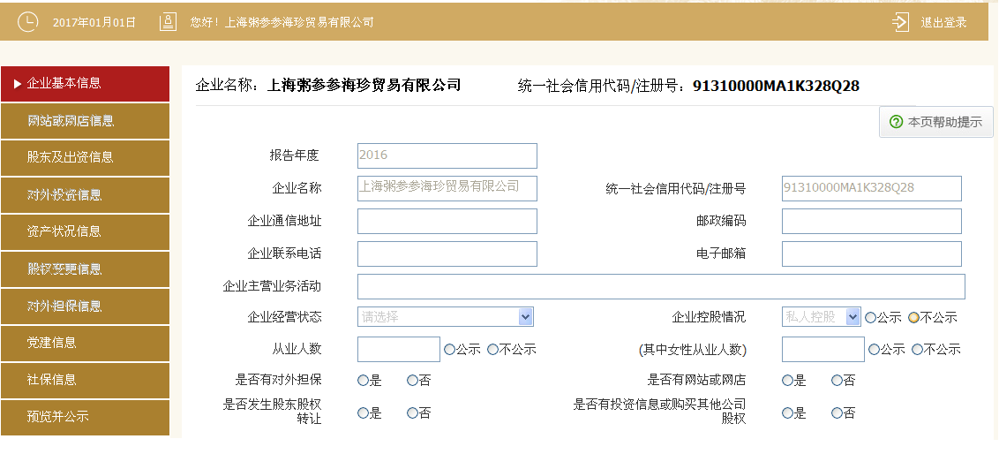 2017年01月01日 您好！上海粥参参海珍贸易有限公司 退出登录
企业基本信息
网站或网店信息
股东及出资信息
对外投资信息
资产状况信息
股权变更信息
对外担保信息
党建信息
社保信息
预览并公示
企业名称：上海粥参参海珍贸易有限公司 统一社会信用代码/注册号：91310000MA1K328Q28
本页帮助提示
报告年度 2016
企业名称 上海粥参参海珍贸易有限公司 统一社会信用代码/注册号 91310000MA1K328Q28
企业通信地址 邮政编码
企业联系电话 电子邮箱
企业主营业务活动
企业经营状态 请选择 企业控股情况 私人控股 公示 不公示
从业人数 公示 不公示 (其中女性从业人数) 公示 不公示
是否有对外担保 是 否 是否有网站或网店 是 否
是否发生股东股权
转让 是 否
是否有投资信息或购买其他公司
股权 是 否